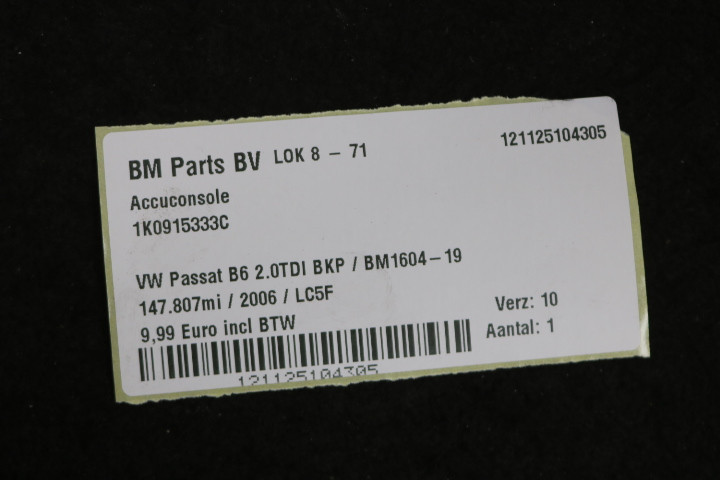 BM Parts BV LOK 8 - 71 121125104305
Accuconsole
1K0915333C
VW Passat B6 2.0TDI BKP / BM1604-19
147.807mi / 2006 / LC5F
9,99 Euro incl BTW
Verz: 10
Aantal: 1
121125104305